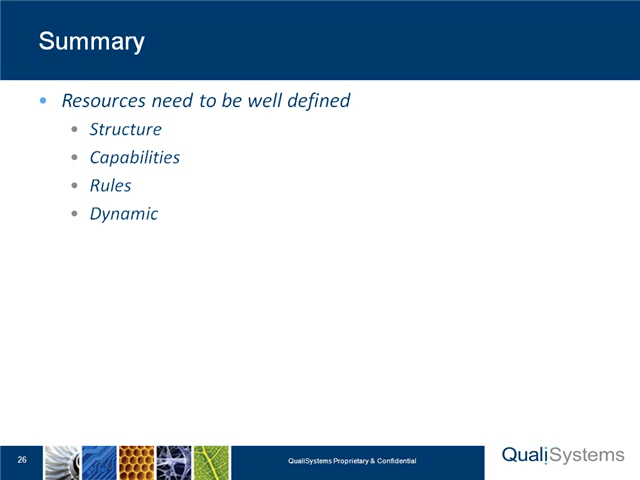 Summary
• Resources need to be well defined
• Structure
• Capabilities
• Rules
• Dynamic
26
QualiSystems Proprietary & Confidential
QualiSystems